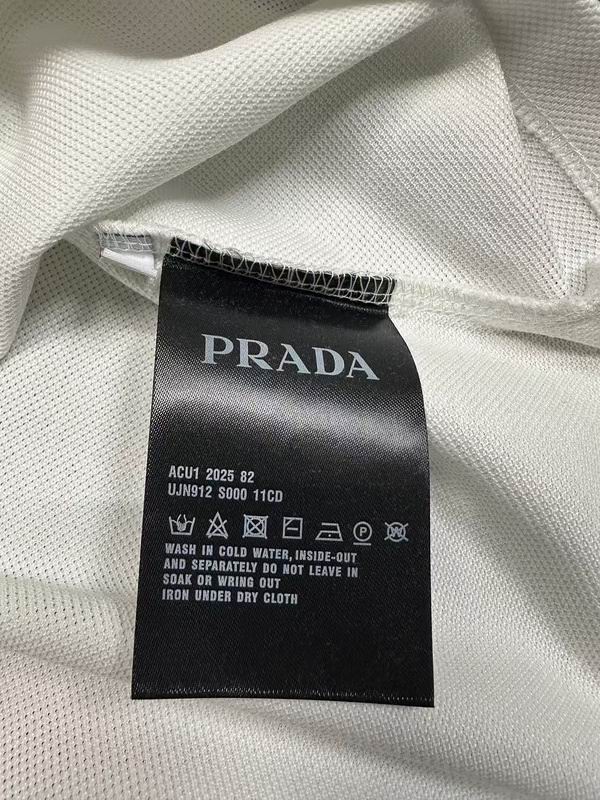 PRADA
ACU1 2025 82
UJN912 S000 11CD
P
W
WASH IN COLD WATER, INSIDE-OUT
AND SEPARATELY DO NOT LEAVE IN
SOAK OR WRING OUT
IRON UNDER DRY CLOTH